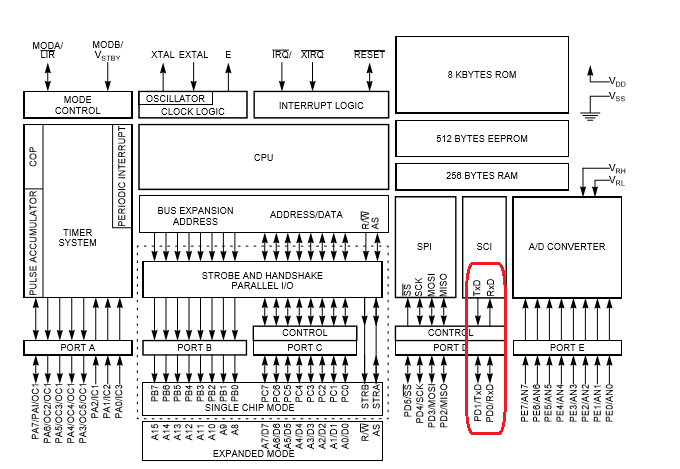 MODA/
LIR
MODB/
VSTBY
XTAL
EXTAL
E
IRQ/
XIRQ
RESET
MODE
CONTROL
OSCILLATOR
CLOCK LOGIC
INTERRUPT LOGIC
8 KBYTES ROM
VDD
VSS
COP
PERIODIC INTERRUPT
PULSE ACCUMULATOR
TIMER
SYSTEM
CPU
512 BYTES EEPROM
256 BYTES RAM
VRH
VRL
BUS EXPANSION
ADDRESS
ADDRESS/DATA
R/W
AS
STROBE AND HANDSHAKE
PARALLEL I/O
SPI
SCI
A/D CONVERTER
SS
SCK
MOSI
MISO
TxD
RxD
CONTROL
CONTROL
PORT A
PORT B
PORT C
PORT D
PORT E
PA7/PAI/OC1
PA6/OC2/OC1
PA5/OC3/OC1
PA4/OC4/OC1
PA3/OC5/OC1
PA2/IC1
PA1/IC2
PA0/IC3
PB7
PB6
PB5
PB4
PB3
PB2
PB1
PB0
PC7
PC6
PC5
PC4
PC3
PC2
PC1
PC0
STRB
STRA
SINGLE CHIP MODE
A15
A14
A13
A12
A11
A10
A9
A8
A7/D7
A6/D6
A5/D5
A4/D4
A3/D3
A2/D2
A1/D1
A0/D0
R/W
AS
EXPANDED MODE
PD5/SS
PD4/SCK
PD3/MOSI
PD2/MISO
PD1/TxD
PD0/RxD
PE7/AN7
PE6/AN6
PE5/AN5
PE4/AN4
PE3/AN3
PE2/AN2
PE1/AN1
PE0/AN0